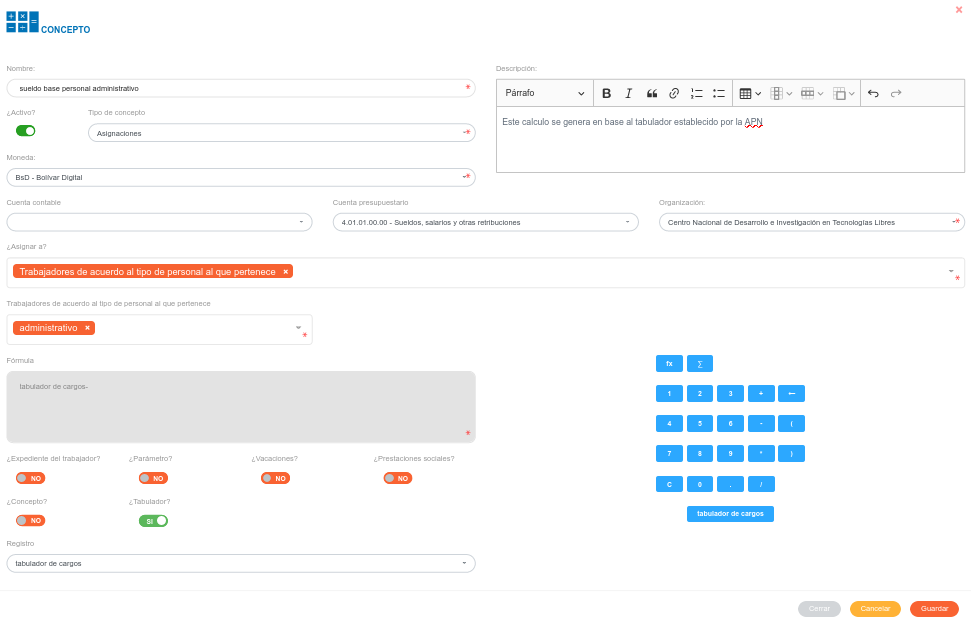 CONCEPTO
Nombre:
sueldo base personal administrativo
¿Activo?
Tipo de concepto
Asignaciones
Moneda:
BsD - Bolívar Digital
Descripción:
Párrafo
Este calculo se genera en base al tabulador establecido por la APN
Cuenta contable
Cuenta presupuestario
Organización:
4.01.01.00.00 - Sueldos, salarios y otras retribuciones
Centro Nacional de Desarrollo e Investigación en Tecnologías Libres
¿Asignar a?
Trabajadores de acuerdo al tipo de personal al que pertenece ×
Trabajadores de acuerdo al tipo de personal al que pertenece
administrativo ×
Fórmula
tabulador de cargos-
fx Σ
1 2 3 + ←
4 5 6 - (
7 8 9 * )
C 0 . /
tabulador de cargos
¿Expediente del trabajador? ¿Parámetro? ¿Vacaciones? ¿Prestaciones sociales?
NO NO NO NO
¿Concepto? ¿Tabulador?
NO SI
Registro
tabulador de cargos
Cerrar Cancelar Guardar